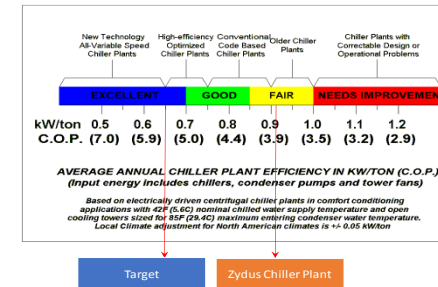 New Technology
All-Variable Speed
Chiller Plants
High-efficiency
Optimized Chiller
Plants
Conventional
Code Based
Chiller Plants
Older Chiller
Plants
Chiller Plants with
Correctable Design or
Operational Problems
EXCELLENT GOOD FAIR NEEDS IMPROVEMENT
kW/ton 0.5 0.6 0.7 0.8 0.9 1.0 1.1 1.2
C.O.P. (7.0) (5.9) (5.0) (4.4) (3.9) (3.5) (3.2) (2.9)
AVERAGE ANNUAL CHILLER PLANT EFFICIENCY IN KW/TON (C.O.P.)
(Input energy includes chillers, condenser pumps and tower fans)
Based on electrically driven centrifugal chiller plants in comfort conditioning
applications with 42F (5.6C) nominal chilled water supply temperature and open
cooling towers sized for 85F (29.4C) maximum entering condenser water temperature.
Local Climate adjustment for North American climates is +/- 0.05 kW/ton
Target
Zydus Chiller Plant